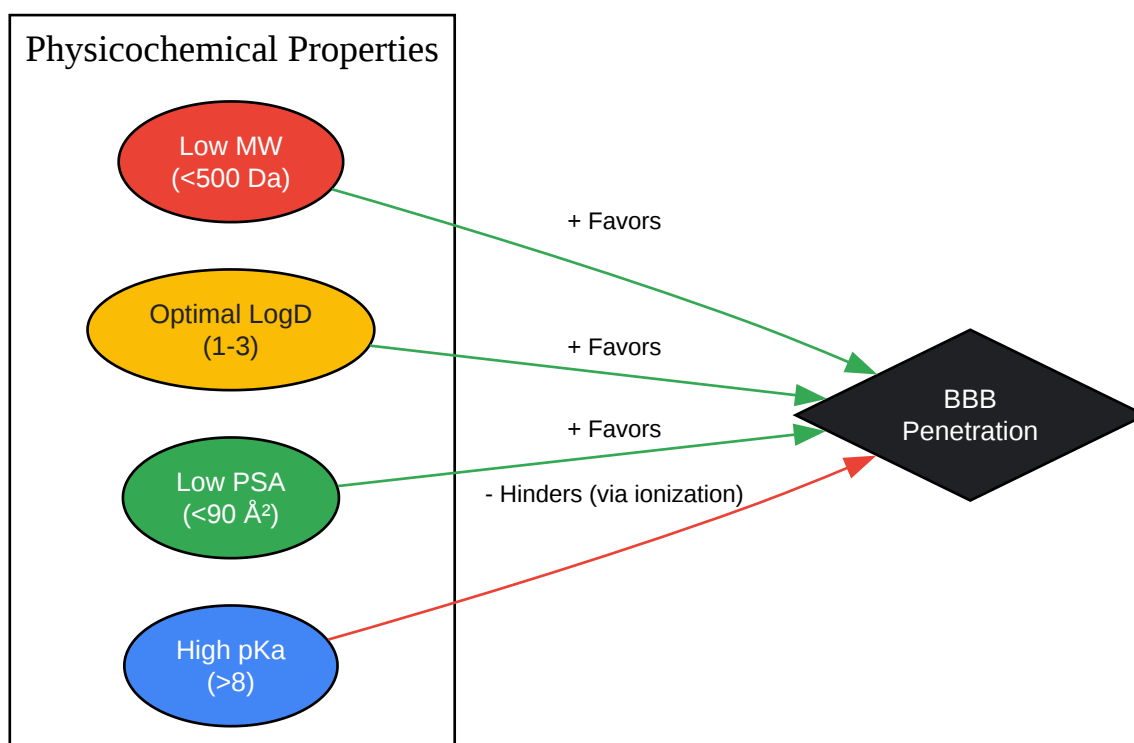 Physicochemical Properties
Low MW
(<500 Da)
+ Favors
Optimal LogD
(1-3)
+ Favors
BBB
Penetration
+ Favors
Low PSA
(<90 Å²)
- Hinders (via ionization)
High pKa
(>8)